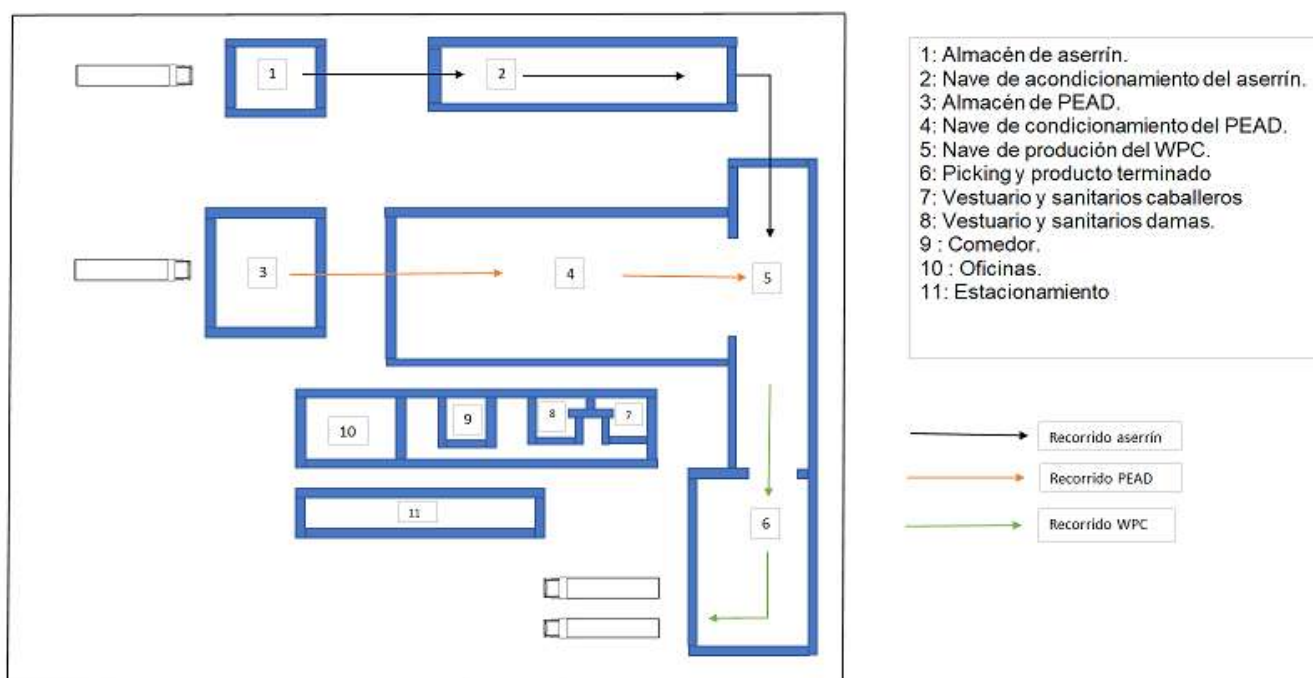 1
2
3
4
5
10
9
8
7
11
6
1: Almacén de aserrín.
2: Nave de acondicionamiento del aserrín.
3: Almacén de PEAD.
4: Nave de condicionamiento del PEAD.
5: Nave de produción del WPC.
6: Picking y producto terminado
7: Vestuario y sanitarios caballeros
8: Vestuario y sanitarios damas.
9 : Comedor.
10 : Oficinas.
11: Estacionamiento
Recorrido aserrín
Recorrido PEAD
Recorrido WPC